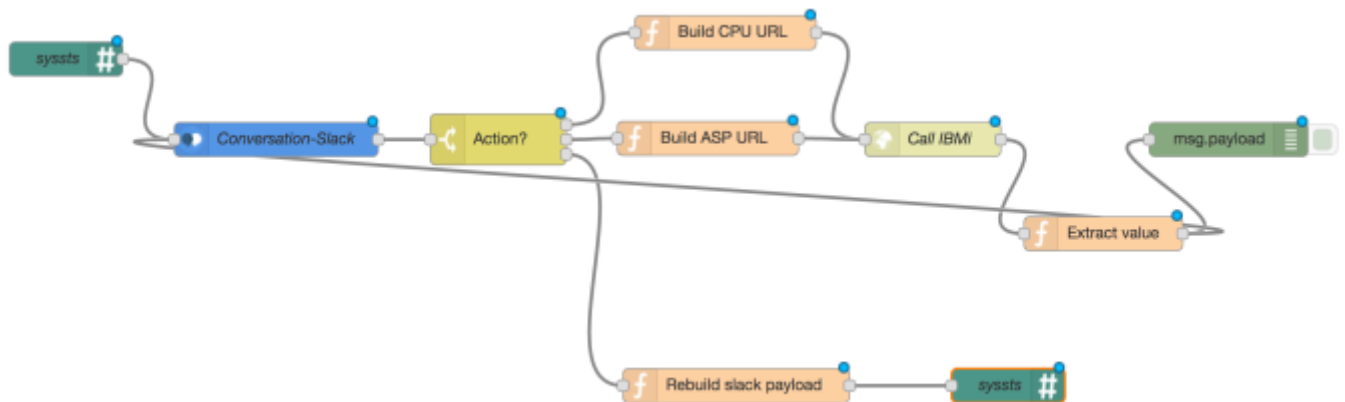 Build CPU URL
syssts #
Conversation-Slack
Action?
Build ASP URL
Call IBMi
msg.payload
Extract value
Rebuild slack payload
syssts #